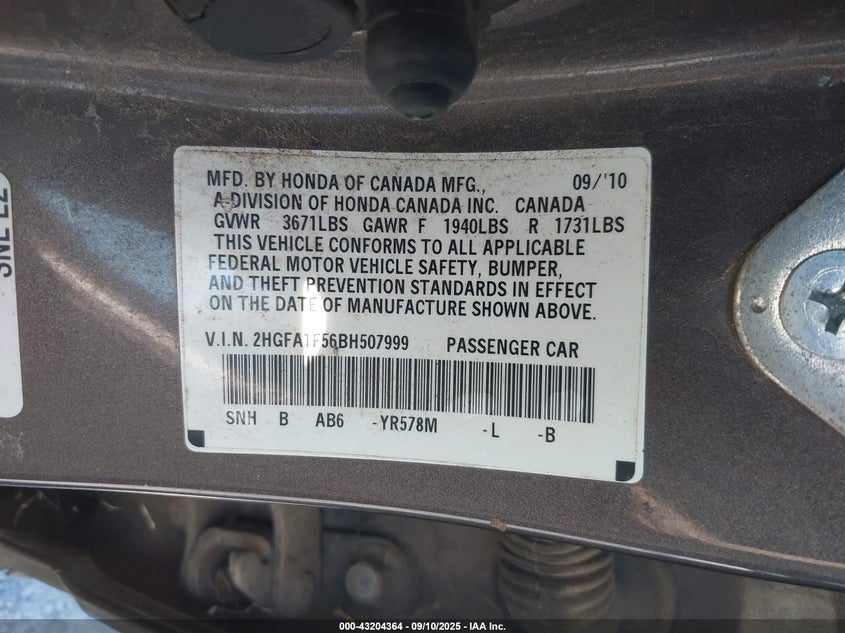 MFD. BY HONDA OF CANADA MFG., 09/'10
A DIVISION OF HONDA CANADA INC. CANADA
GVWR 3671LBS GAWR F 1940LBS R 1731LBS
THIS VEHICLE CONFORMS TO ALL APPLICABLE
FEDERAL MOTOR VEHICLE SAFETY, BUMPER,
AND THEFT PREVENTION STANDARDS IN EFFECT
ON THE DATE OF MANUFACTURE SHOWN ABOVE.
V.I.N. 2HGFA1F56BH507999 PASSENGER CAR
SNH B AB6 -YR578M -L -B
000-43204364 - 09/10/2025 - IAA Inc.